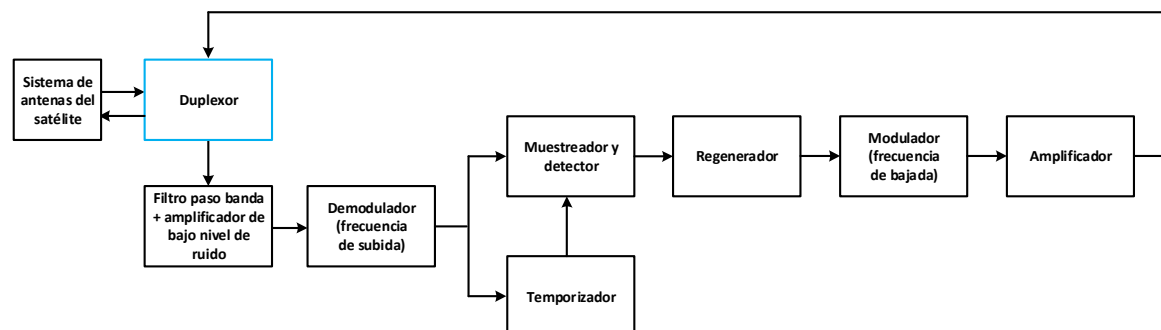 Sistema de
antenas del
satélite
Duplexor
Filtro paso banda
+ amplificador de
bajo nivel de
ruido
Demodulador
(frecuencia
de subida)
Muestreador y
detector
Temporizador
Regenerador
Modulador
(frecuencia
de bajada)
Amplificador